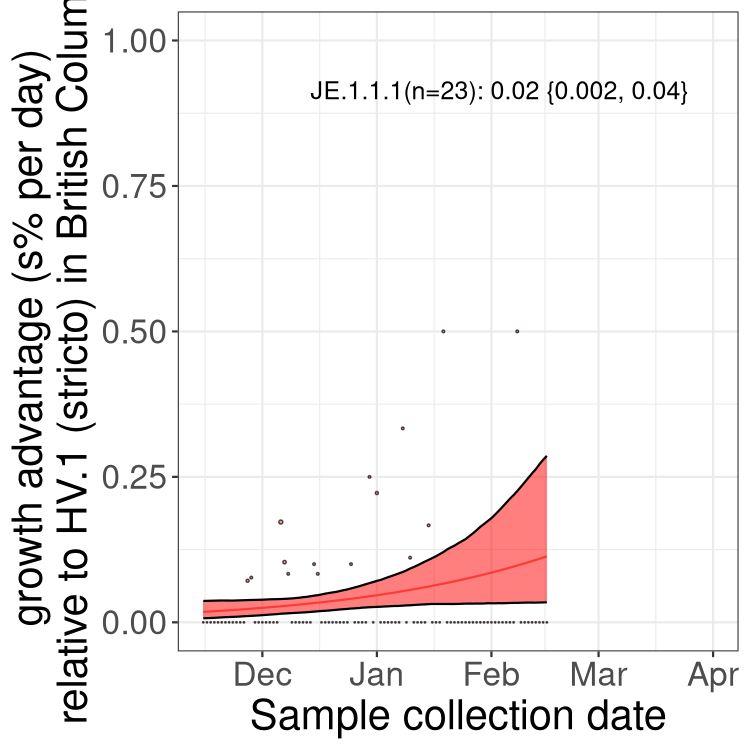 growth advantage (s% per day)
relative to HV.1 (stricto) in British Colum
1.00
0.75
0.50
0.25
0.00
JE.1.1.1(n=23): 0.02 {0.002, 0.04}
Dec Jan Feb Mar Apr
Sample collection date